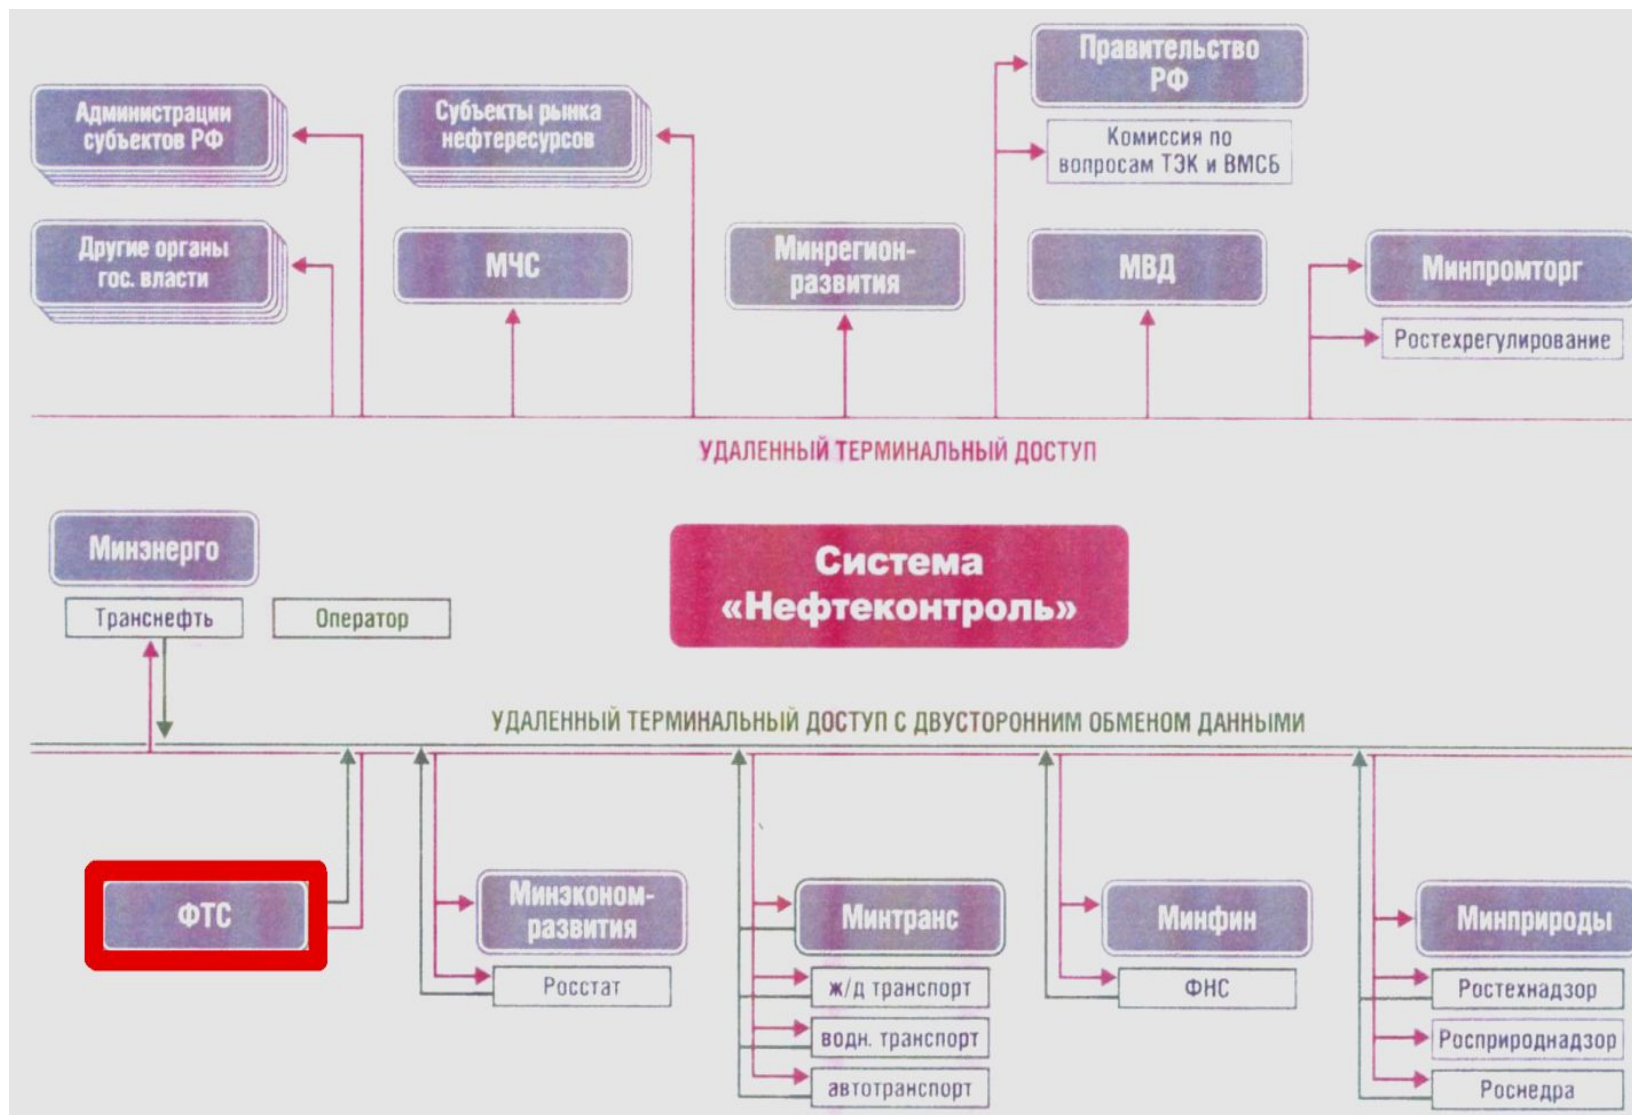 Правительство
РФ
Администрации
субъектов РФ
Субъекты рынка
нефтересурсов
Комиссия по
вопросам ТЭК и ВМСБ
Другие органы
гос. власти
МЧС
Минрегион-
развития
МВД
Минпромторг
Ростехрегулирование
УДАЛЕННЫЙ ТЕРМИНАЛЬНЫЙ ДОСТУП
Минэнерго
Транснефть
Оператор
Система
«Нефтеконтроль»
УДАЛЕННЫЙ ТЕРМИНАЛЬНЫЙ ДОСТУП С ДВУСТОРОННИМ ОБМЕНОМ ДАННЫМИ
ФТС
Минэконом-
развития
Росстат
Минтранс
ж/д транспорт
водн. транспорт
автотранспорт
Минфин
ФНС
Минприроды
Ростехнадзор
Росприроднадзор
Роснедра